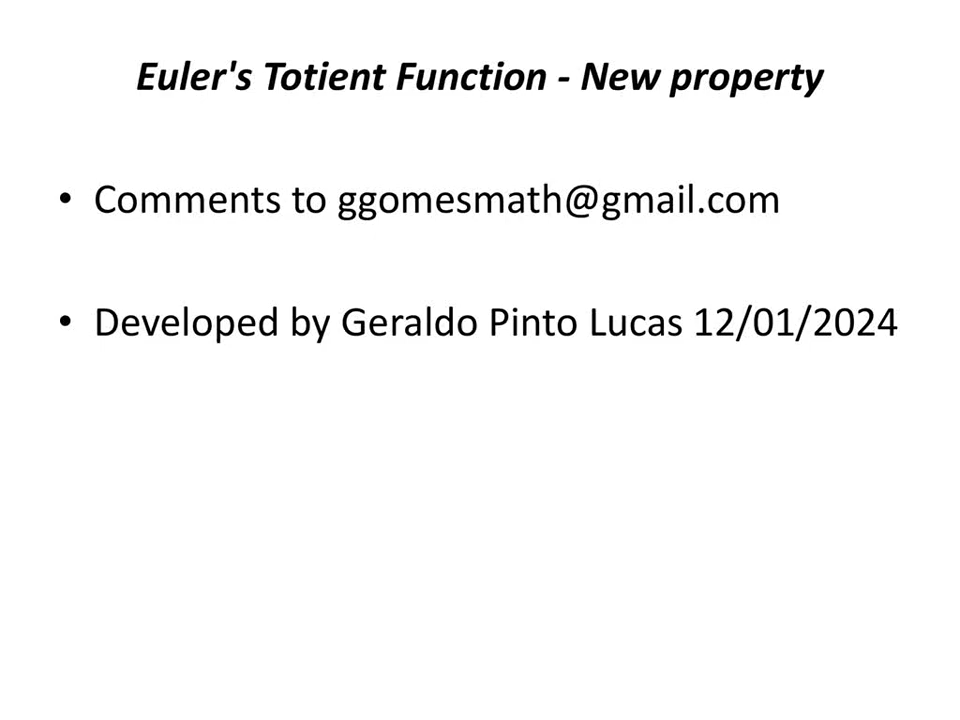 Euler's Totient Function - New property
• Comments to ggomesmath@gmail.com
• Developed by Geraldo Pinto Lucas 12/01/2024